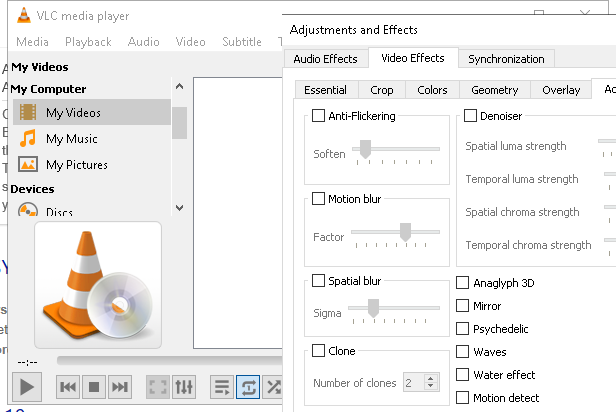 VLC media player
Media Playback Audio Video Subtitle
My Videos
My Computer
My Videos
My Music
My Pictures
Devices
Discs
--:--
Adjustments and Effects
Audio Effects Video Effects Synchronization
Essential Crop Colors Geometry Overlay
Anti-Flickering
Soften
Motion blur
Factor
Spatial blur
Sigma
Clone
Number of clones 2
Denoiser
Spatial luma strength
Temporal luma strength
Spatial chroma strength
Temporal chroma strength
Anaglyph 3D
Mirror
Psychedelic
Waves
Water effect
Motion detect